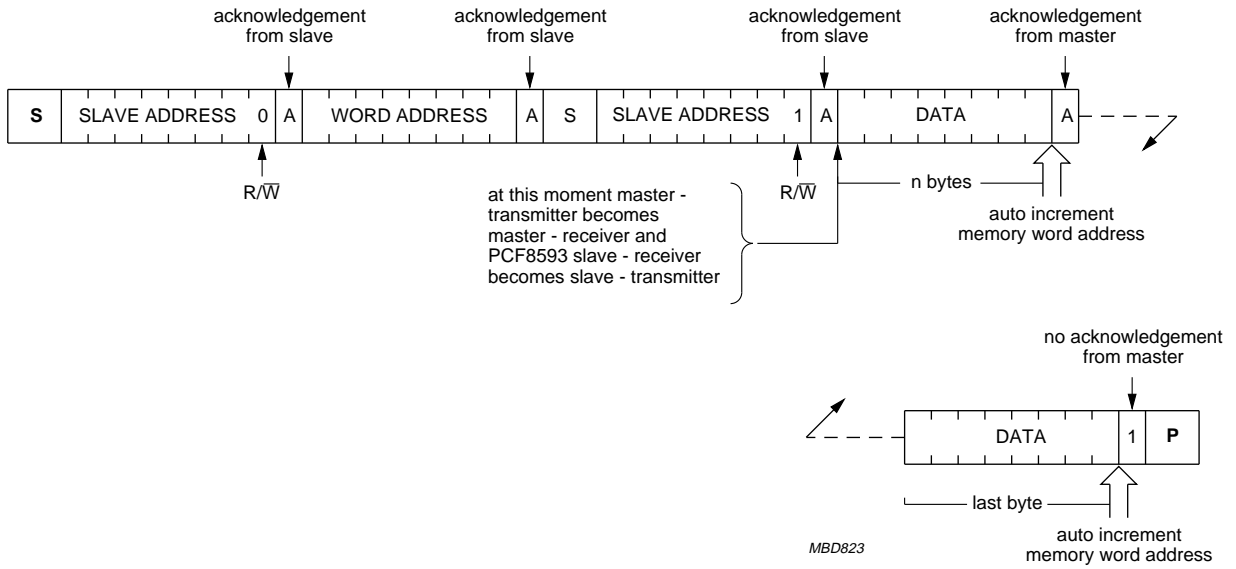 acknowledgement
from slave
acknowledgement
from slave
acknowledgement
from slave
acknowledgement
from master
S SLAVE ADDRESS 0 A WORD ADDRESS A S SLAVE ADDRESS 1 A DATA A
R/W̅
R/W̅
n bytes
at this moment master -
transmitter becomes
master - receiver and
PCF8593 slave - receiver
becomes slave - transmitter
auto increment
memory word address
no acknowledgement
from master
DATA 1 P
last byte
auto increment
memory word address
MBD823